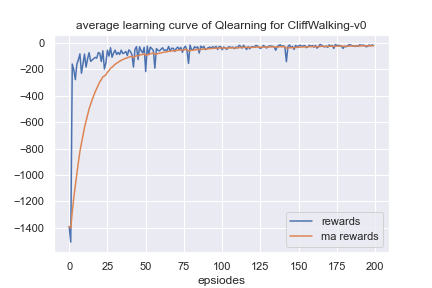 average learning curve of Qlearning for CliffWalking-v0
0
−200
−400
−600
−800
−1000
−1200
−1400
rewards
ma rewards
0 25 50 75 100 125 150 175 200
epsiodes